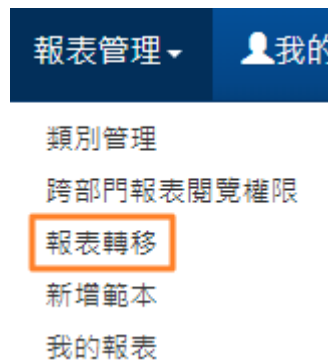 報表管理 我的
類別管理
跨部門報表閱覽權限
報表轉移
新增範本
我的報表